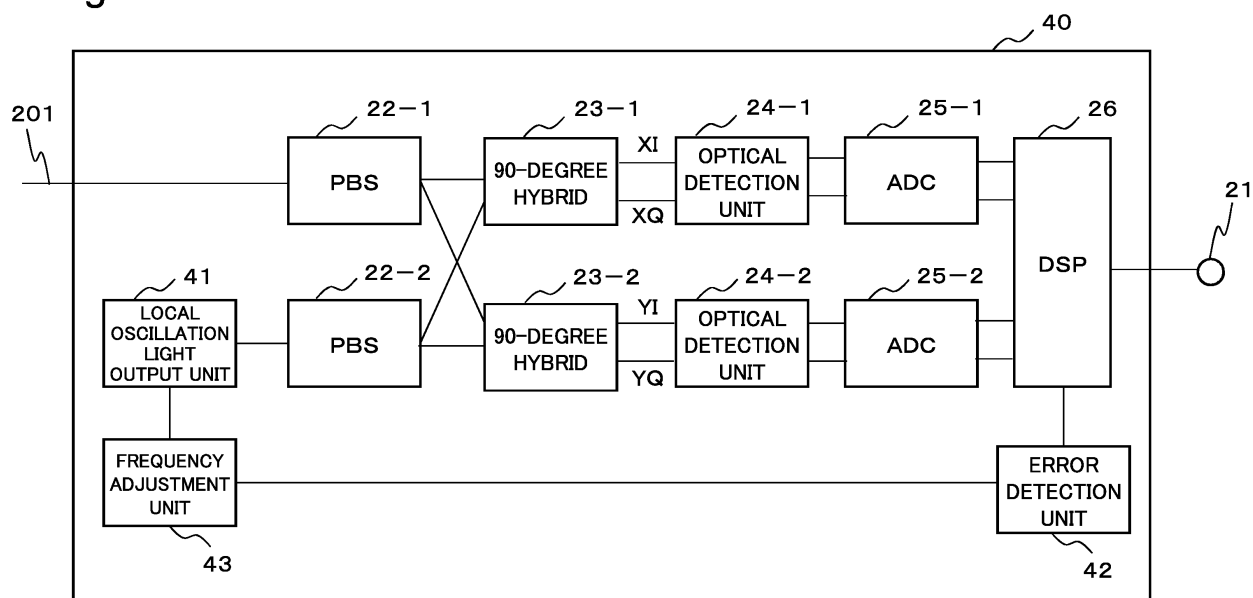 40
201
22-1
23-1
24-1
25-1
26
PBS
90-DEGREE
HYBRID
XI
XQ
OPTICAL
DETECTION
UNIT
ADC
DSP
21
41
22-2
23-2
24-2
25-2
LOCAL
OSCILLATION
LIGHT
OUTPUT UNIT
PBS
90-DEGREE
HYBRID
YI
YQ
OPTICAL
DETECTION
UNIT
ADC
FREQUENCY
ADJUSTMENT
UNIT
43
ERROR
DETECTION
UNIT
42